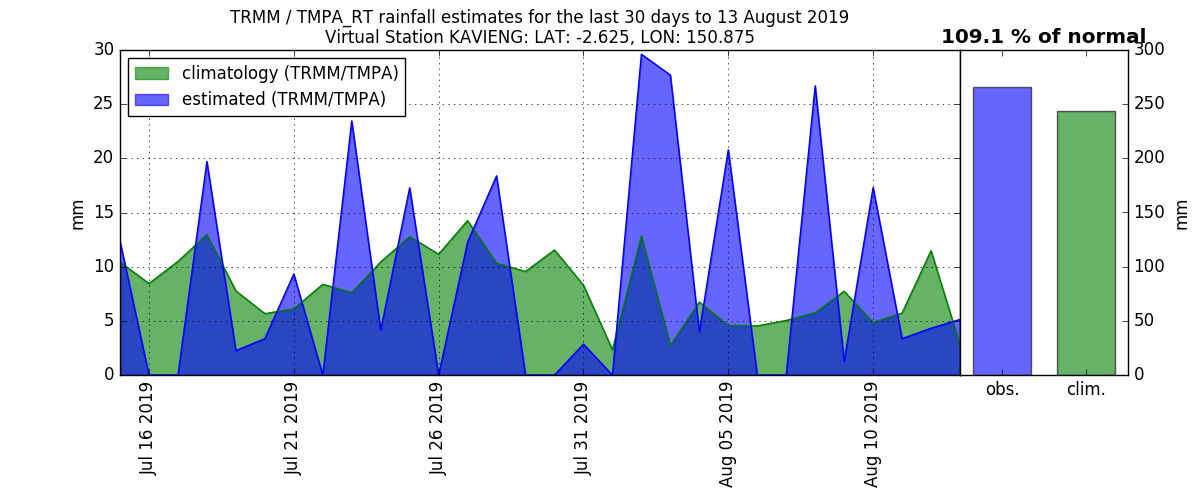 TRMM / TMPA_RT rainfall estimates for the last 30 days to 13 August 2019
Virtual Station KAVIENG: LAT: -2.625, LON: 150.875
109.1 % of normal
climatology (TRMM/TMPA)
estimated (TRMM/TMPA)
30
25
20
15
10
5
0
mm
Jul 16 2019
Jul 21 2019
Jul 26 2019
Jul 31 2019
Aug 05 2019
Aug 10 2019
300
250
200
150
100
50
0
mm
obs.
clim.